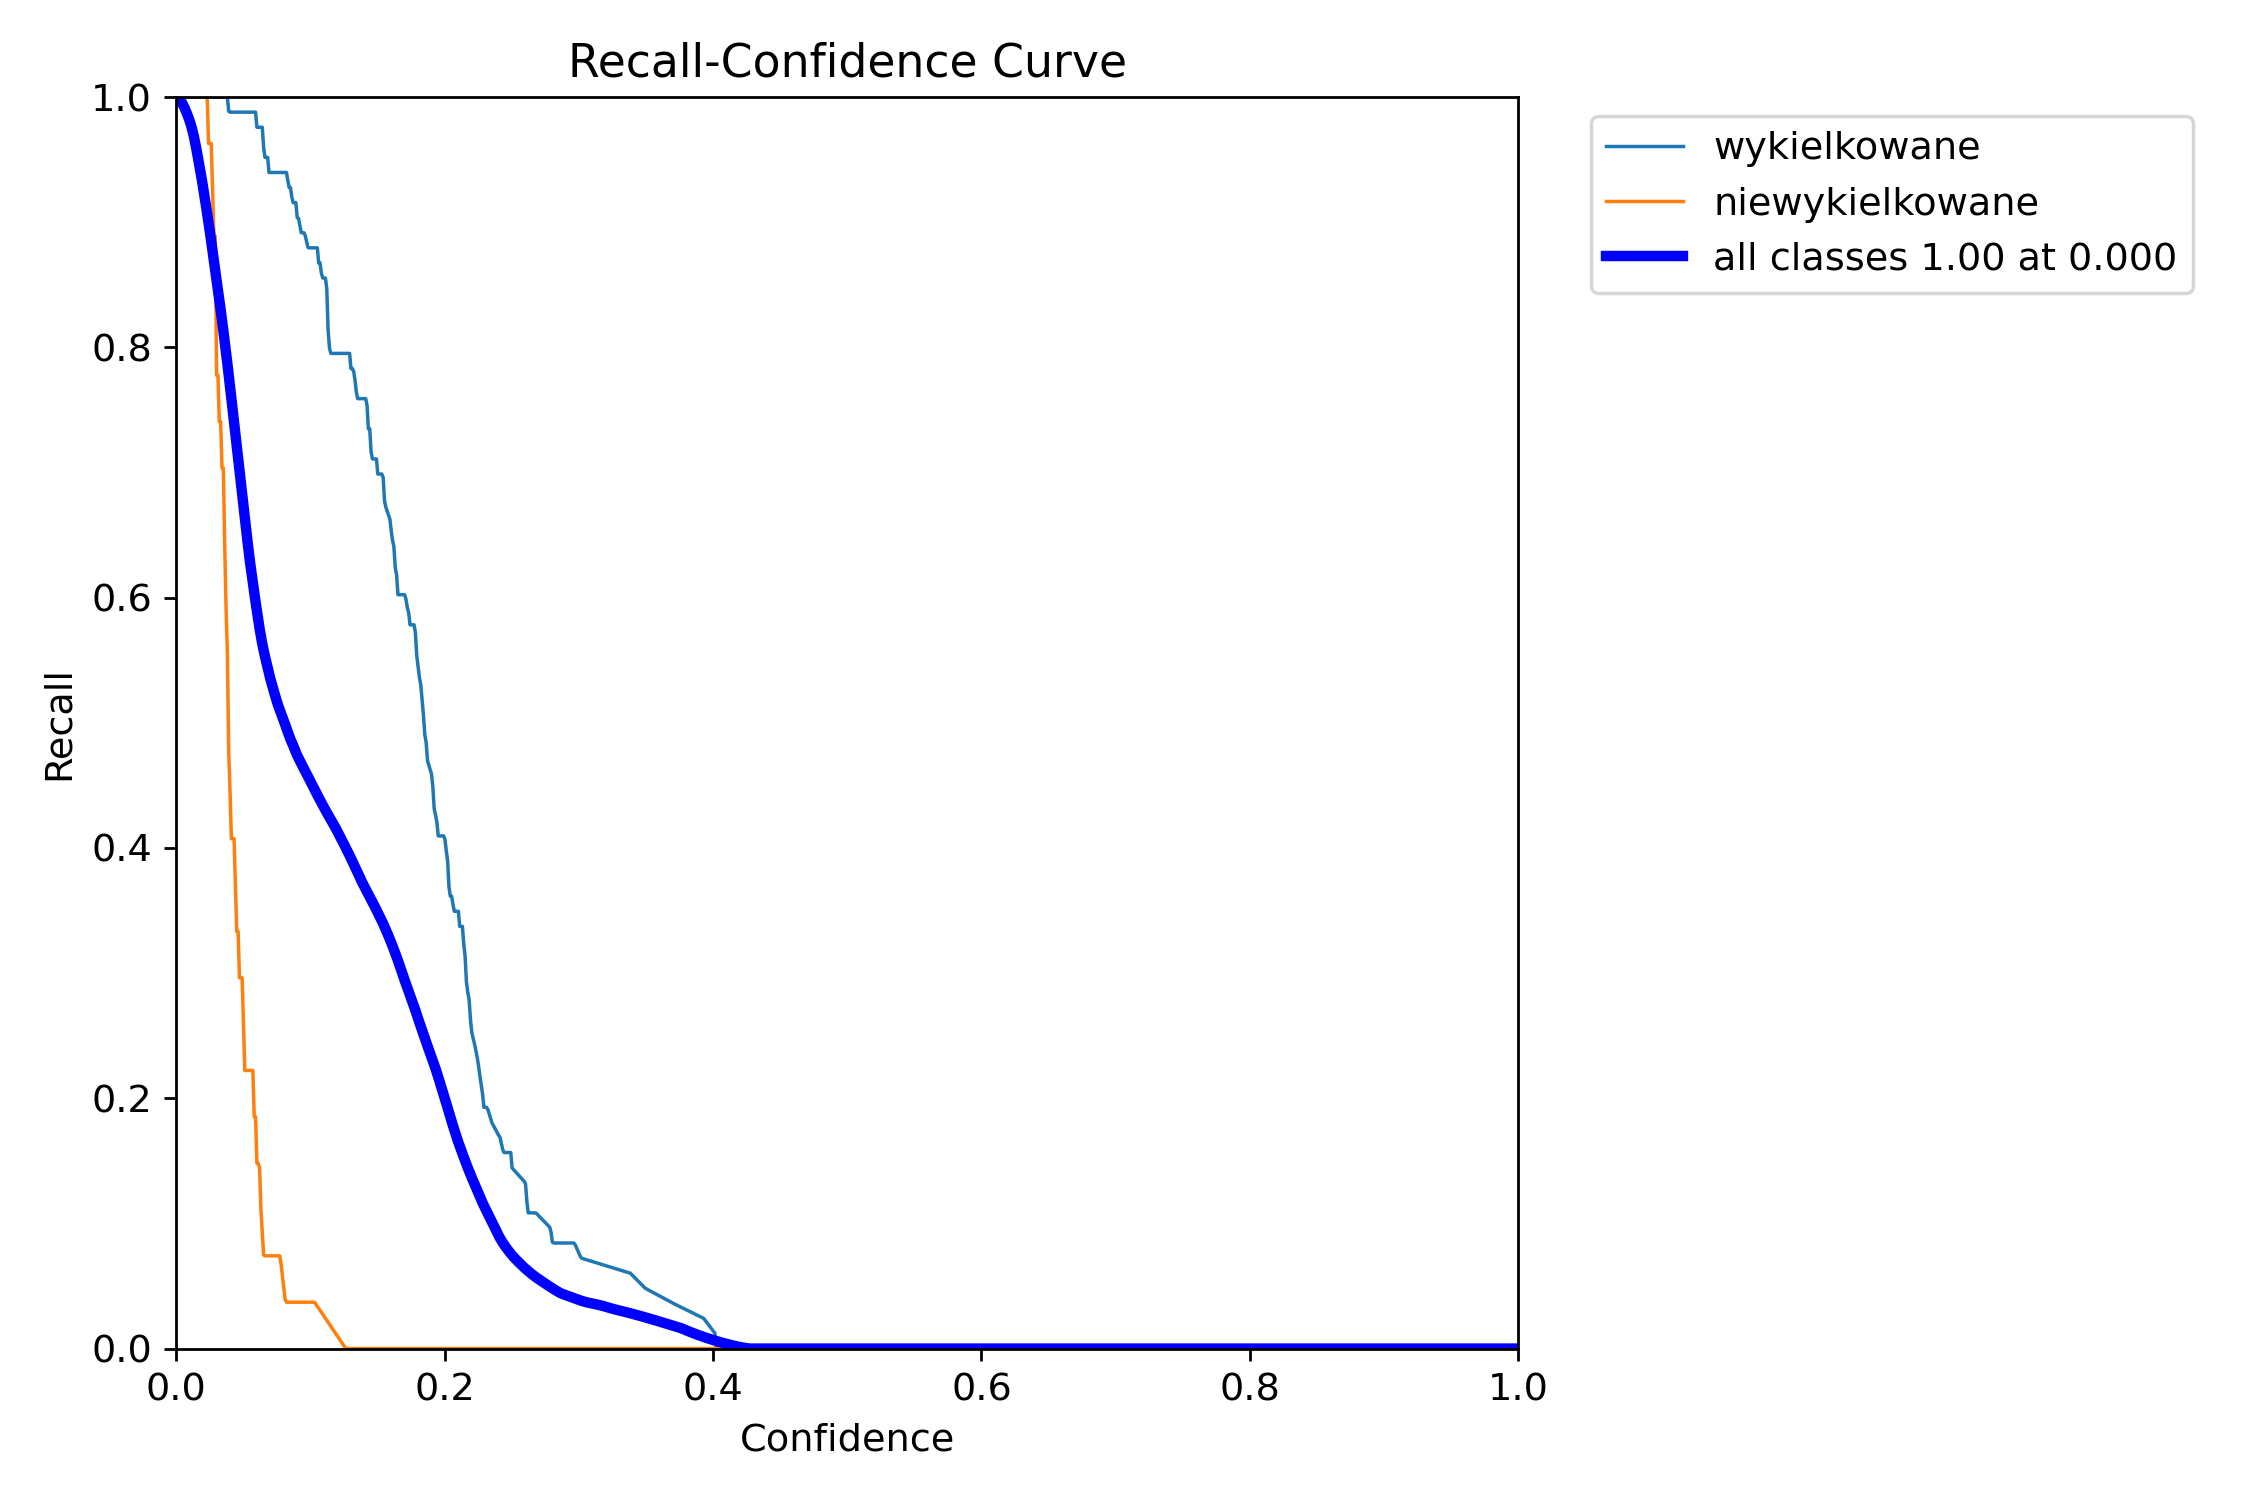 Recall-Confidence Curve
1.0
0.8
0.6
0.4
0.2
0.0
Recall
0.0 0.2 0.4 0.6 0.8 1.0
Confidence
wykielkowane
niewykielkowane
all classes 1.00 at 0.000